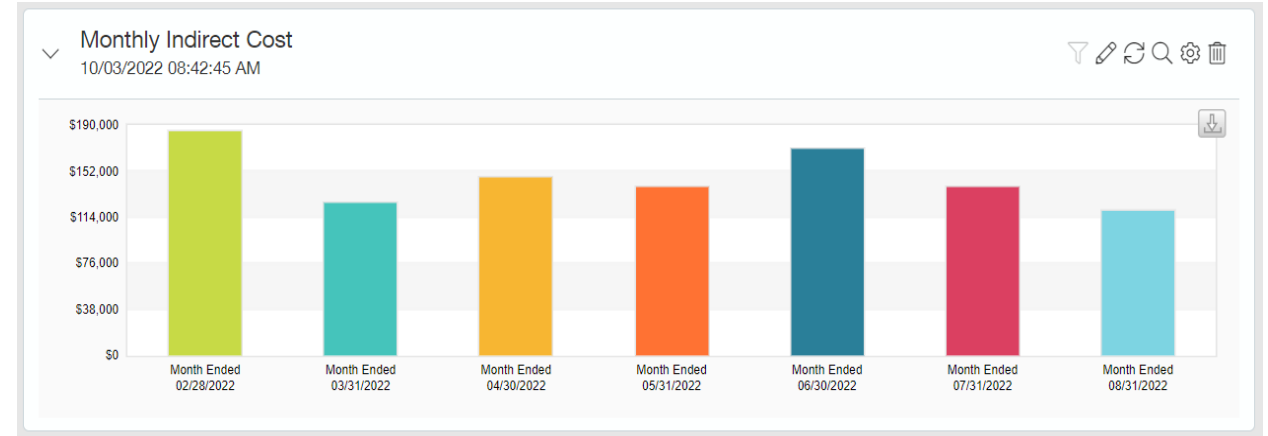 Monthly Indirect Cost
10/03/2022 08:42:45 AM
$190,000
$152,000
$114,000
$76,000
$38,000
$0
Month Ended
02/28/2022
Month Ended
03/31/2022
Month Ended
04/30/2022
Month Ended
05/31/2022
Month Ended
06/30/2022
Month Ended
07/31/2022
Month Ended
08/31/2022